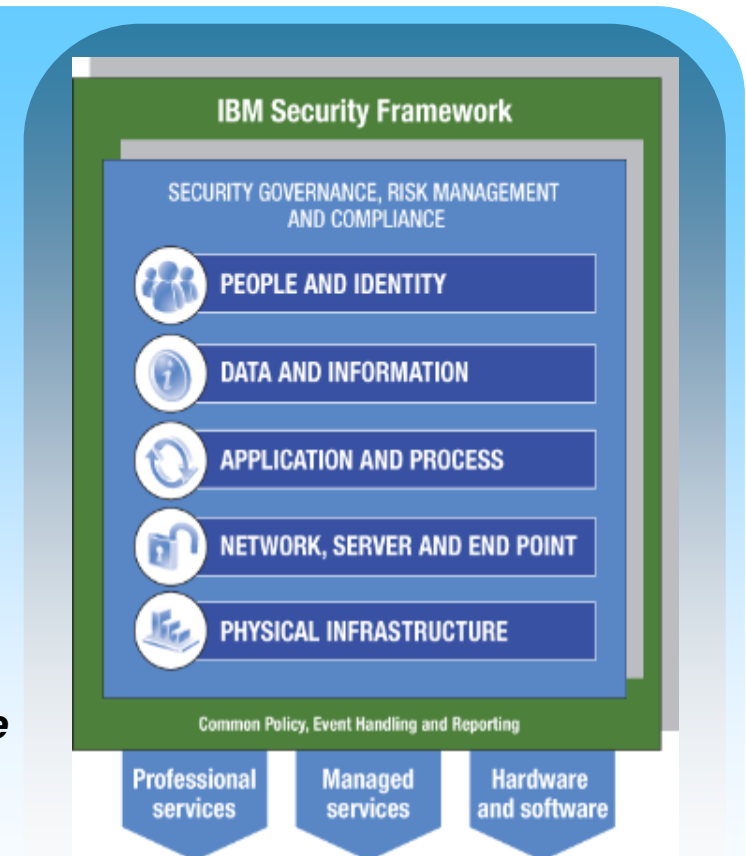 IBM Security Framework
SECURITY GOVERNANCE, RISK MANAGEMENT
AND COMPLIANCE
PEOPLE AND IDENTITY
DATA AND INFORMATION
APPLICATION AND PROCESS
NETWORK, SERVER AND END POINT
PHYSICAL INFRASTRUCTURE
e
Common Policy, Event Handling and Reporting
Professional
services
Managed
services
Hardware
and software